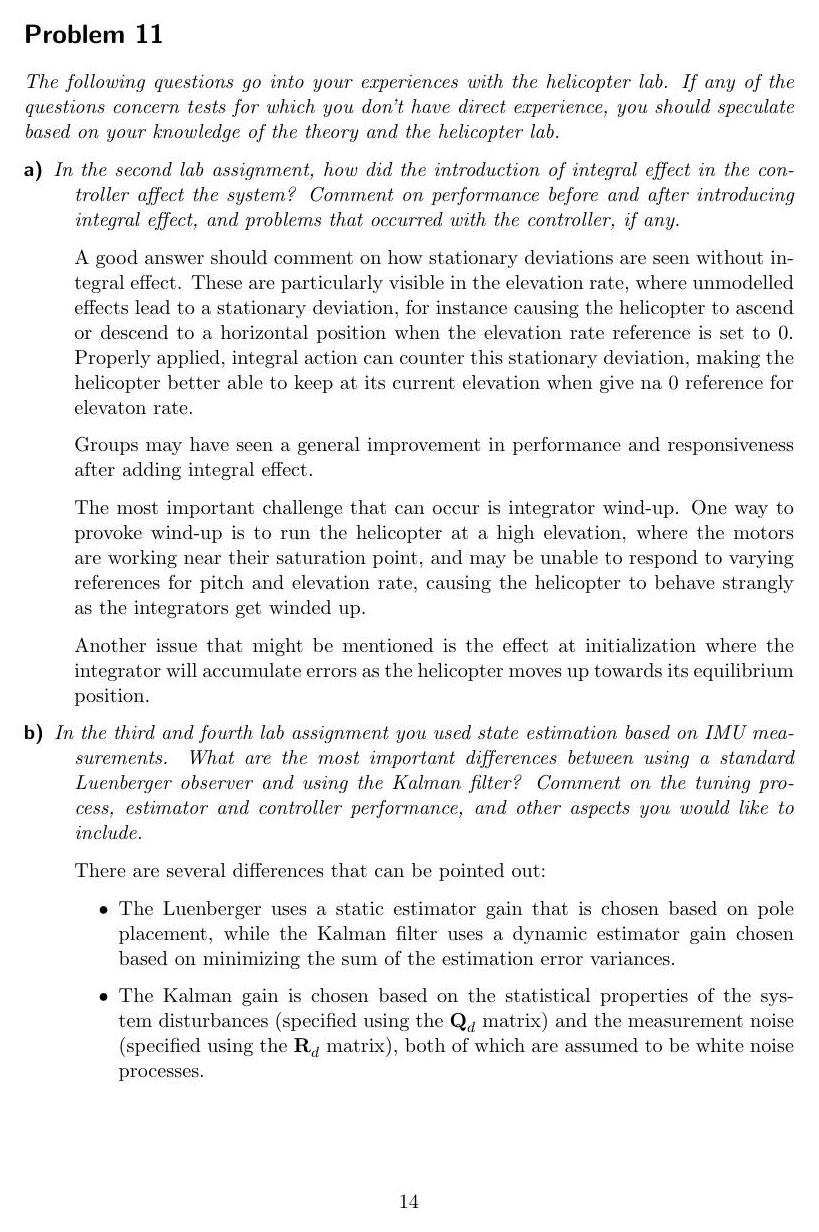 Problem 11
The following questions go into your experiences with the helicopter lab. If any of the
questions concern tests for which you don't have direct experience, you should speculate
based on your knowledge of the theory and the helicopter lab.
a) In the second lab assignment, how did the introduction of integral effect in the con-
troller affect the system? Comment on performance before and after introducing
integral effect, and problems that occurred with the controller, if any.
A good answer should comment on how stationary deviations are seen without in-
tegral effect. These are particularly visible in the elevation rate, where unmodelled
effects lead to a stationary deviation, for instance causing the helicopter to ascend
or descend to a horizontal position when the elevation rate reference is set to 0.
Properly applied, integral action can counter this stationary deviation, making the
helicopter better able to keep at its current elevation when give na 0 reference for
elevaton rate.
Groups may have seen a general improvement in performance and responsiveness
after adding integral effect.
The most important challenge that can occur is integrator wind-up. One way to
provoke wind-up is to run the helicopter at a high elevation, where the motors
are working near their saturation point, and may be unable to respond to varying
references for pitch and elevation rate, causing the helicopter to behave strangly
as the integrators get winded up.
Another issue that might be mentioned is the effect at initialization where the
integrator will accumulate errors as the helicopter moves up towards its equilibrium
position.
b) In the third and fourth lab assignment you used state estimation based on IMU mea-
surements. What are the most important differences between using a standard
Luenberger observer and using the Kalman filter? Comment on the tuning pro-
cess, estimator and controller performance, and other aspects you would like to
include.
There are several differences that can be pointed out:
• The Luenberger uses a static estimator gain that is chosen based on pole
placement, while the Kalman filter uses a dynamic estimator gain chosen
based on minimizing the sum of the estimation error variances.
• The Kalman gain is chosen based on the statistical properties of the sys-
tem disturbances (specified using the Q_d matrix) and the measurement noise
(specified using the R_d matrix), both of which are assumed to be white noise
processes.
14